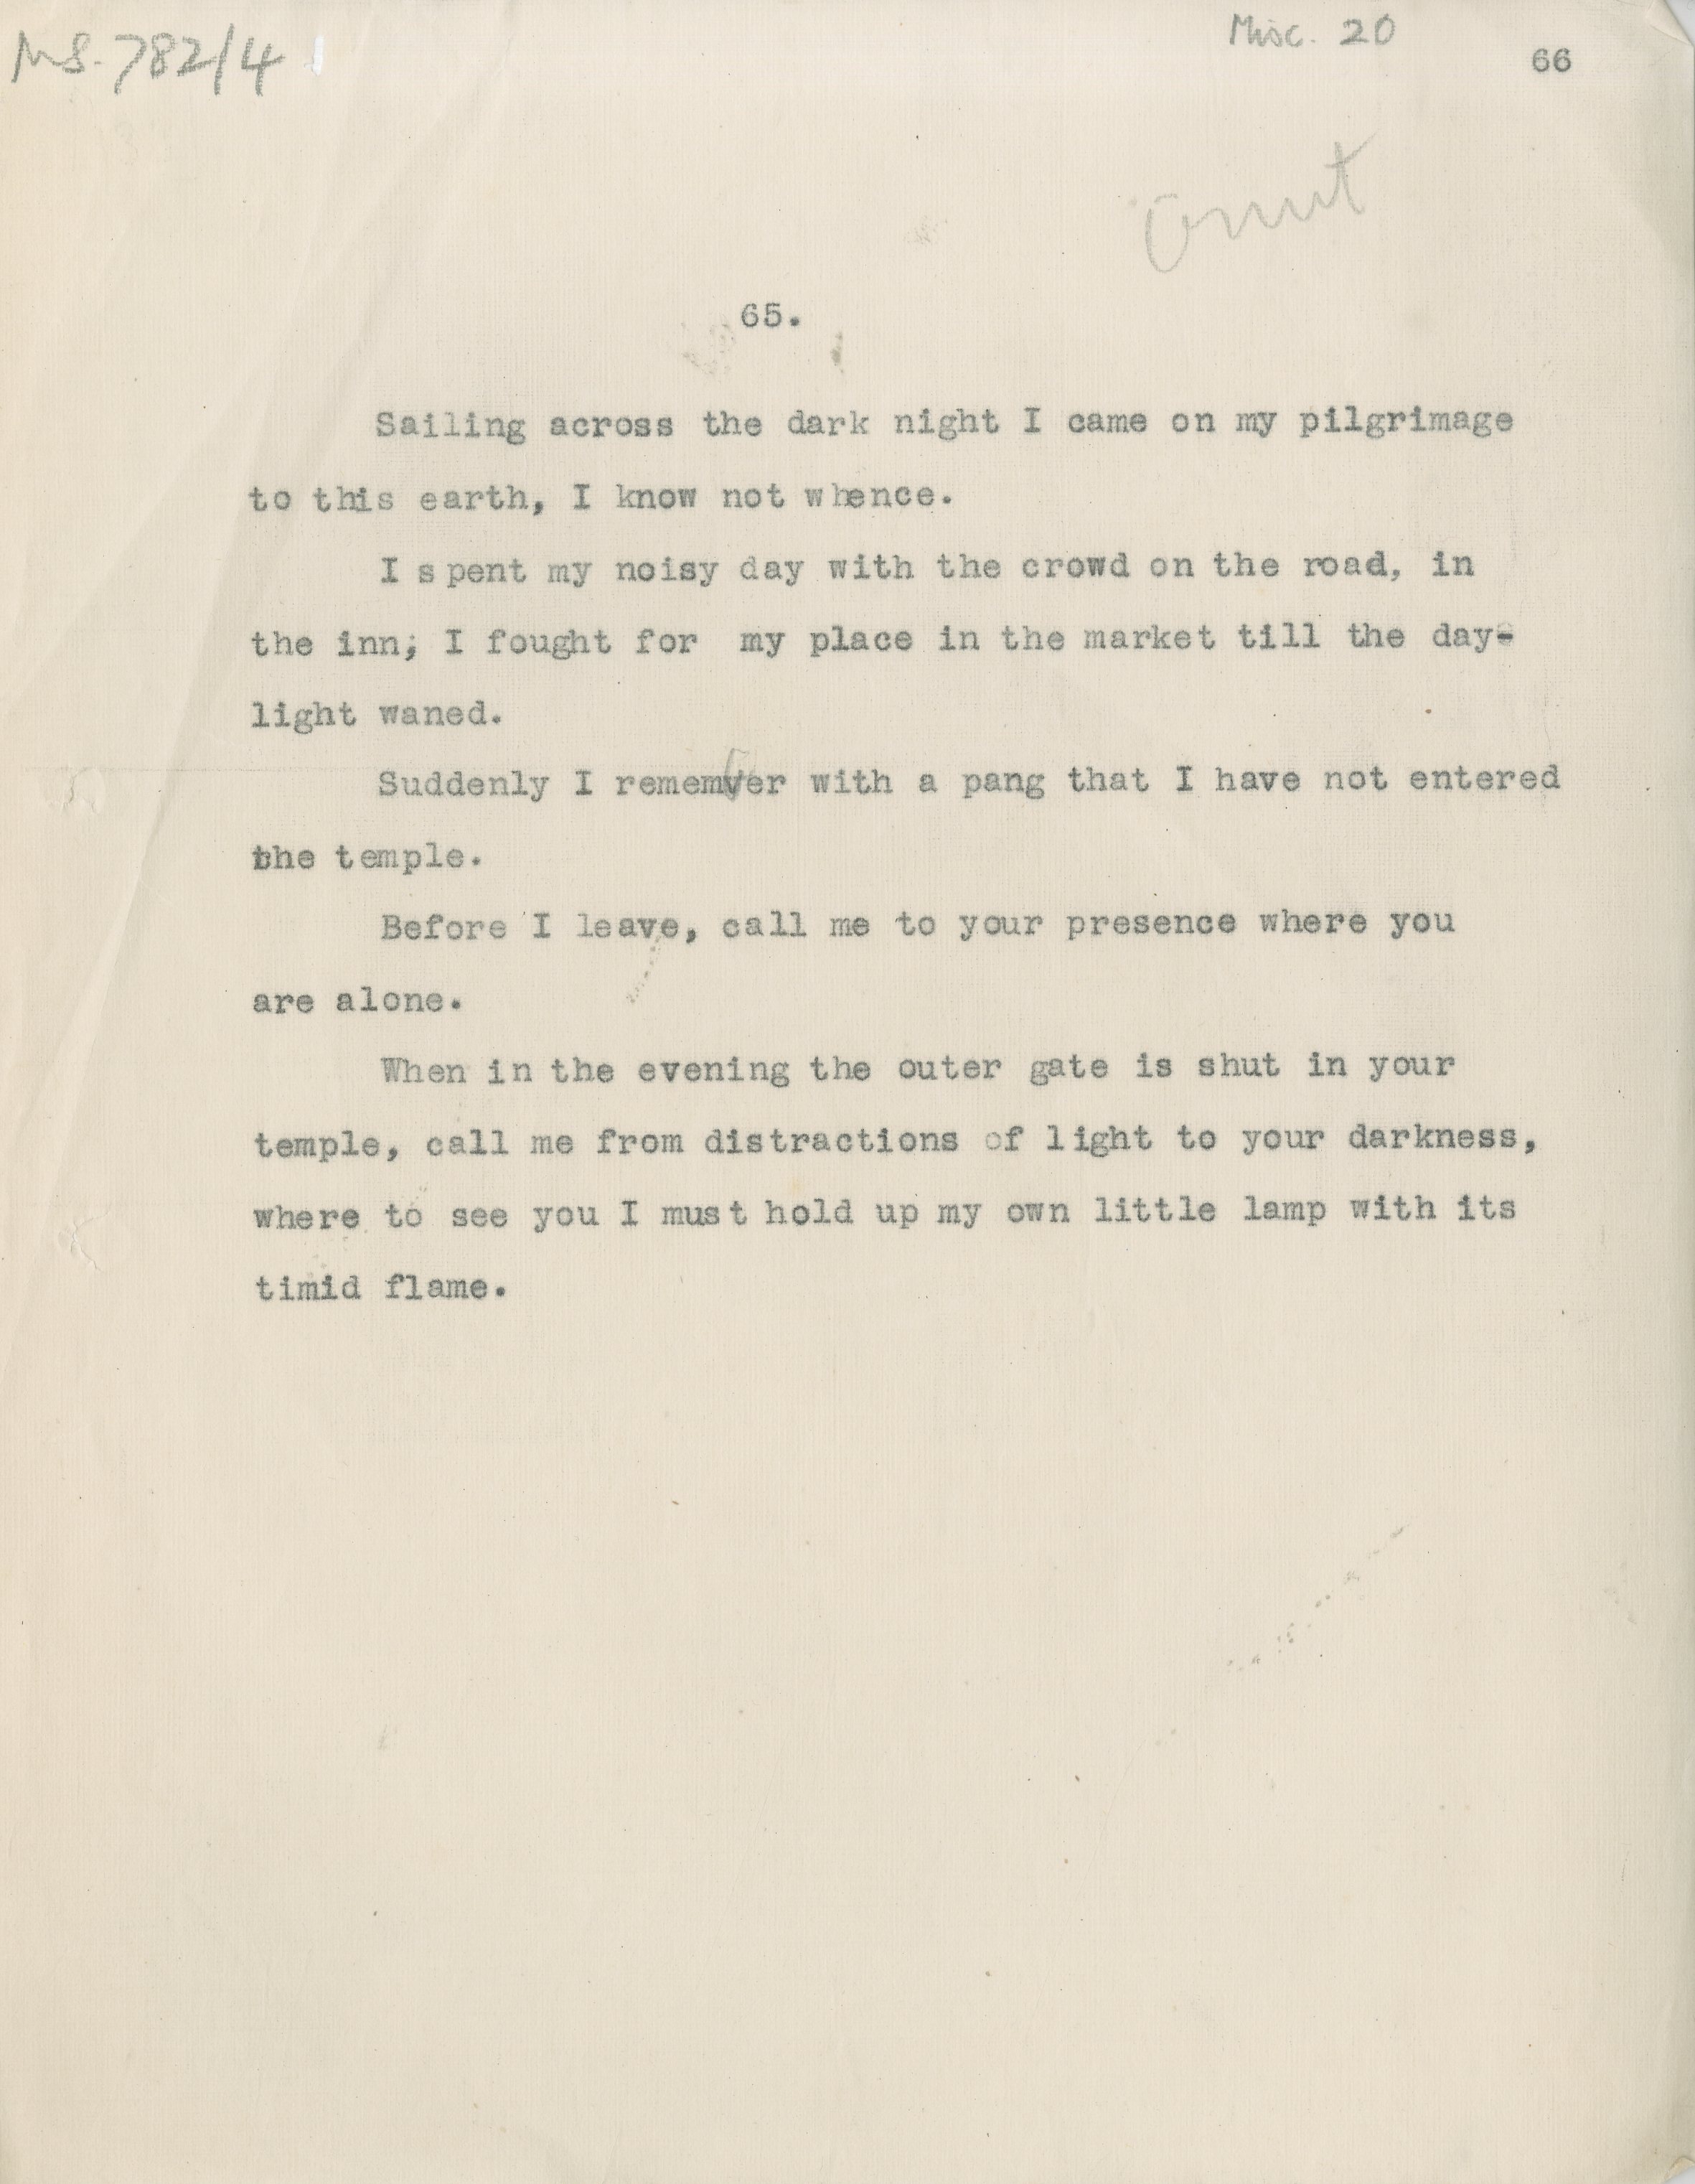 MS. 782/4
Misc. 20
66
omit
65.
Sailing across the dark night I came on my pilgrimage
to this earth, I know not whence.
I spent my noisy day with the crowd on the road, in
the inn; I fought for my place in the market till the day-
light waned.
Suddenly I remember with a pang that I have not entered
the temple.
Before I leave, call me to your presence where you
are alone.
When in the evening the outer gate is shut in your
temple, call me from distractions of light to your darkness,
where to see you I must hold up my own little lamp with its
timid flame.